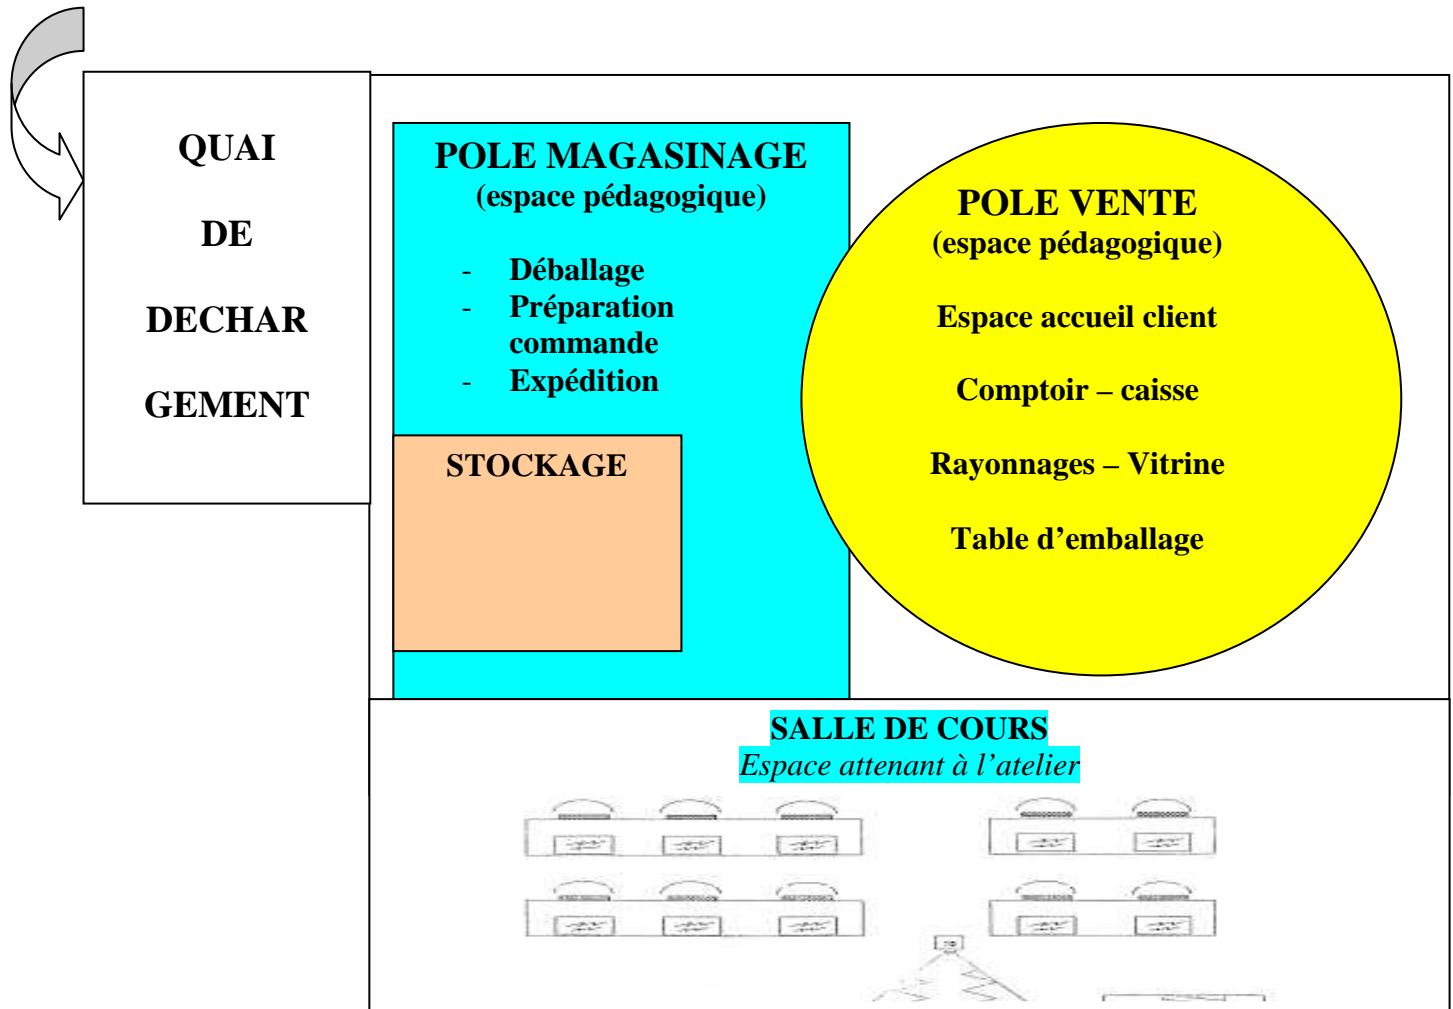 QUAI
DE
DECHAR
GEMENT
POLE MAGASINAGE
(espace pédagogique)
- Déballage
- Préparation
commande
- Expédition
STOCKAGE
POLE VENTE
(espace pédagogique)
Espace accueil client
Comptoir – caisse
Rayonnages – Vitrine
Table d’emballage
SALLE DE COURS
Espace attenant à l’atelier